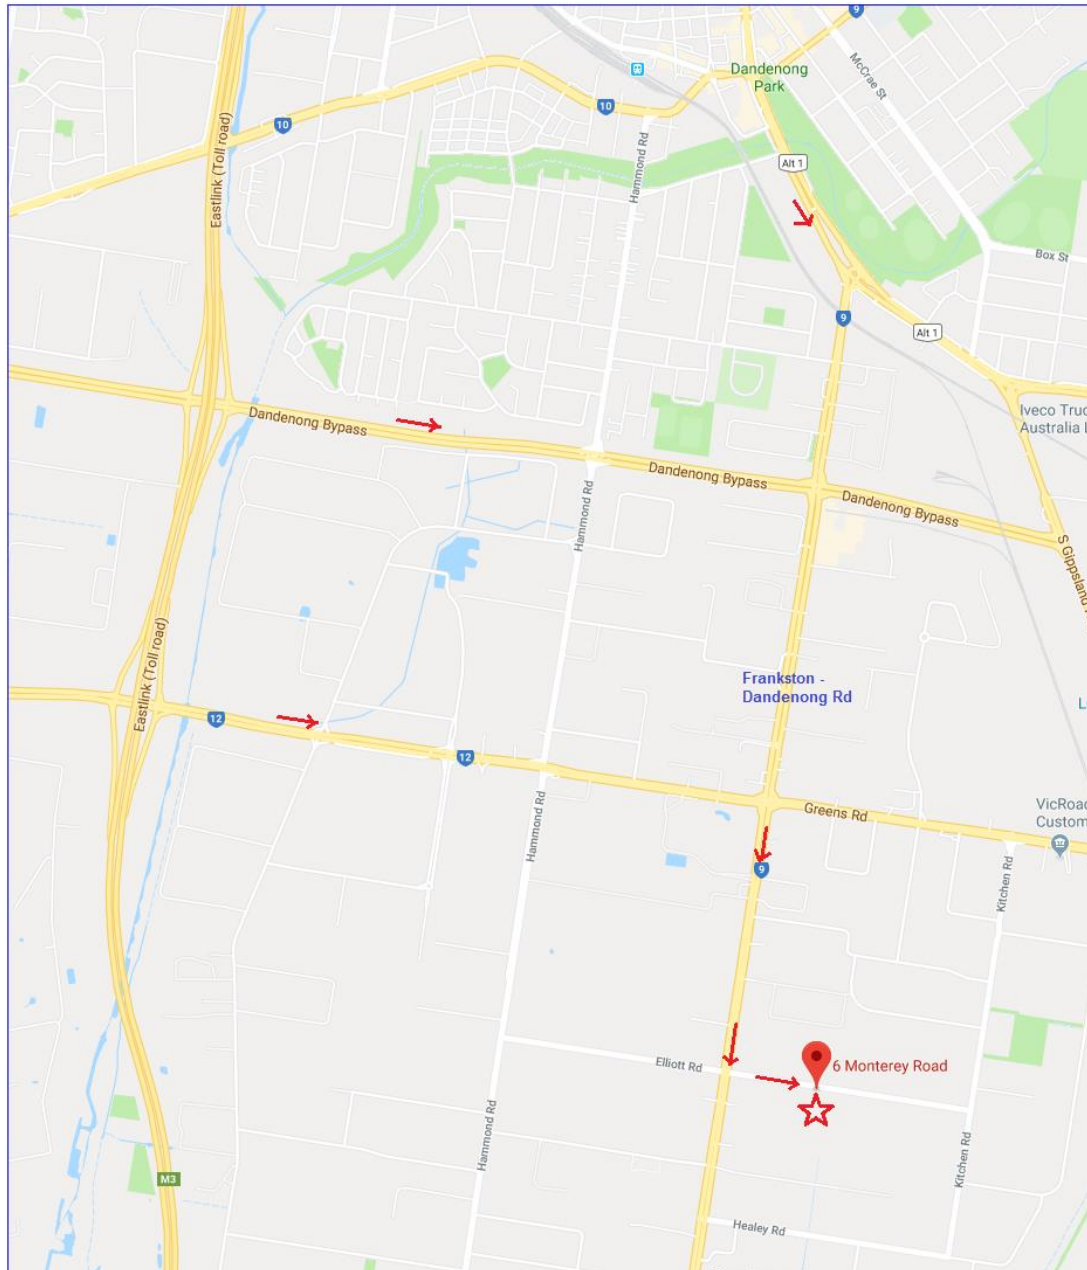 9
10
10
Dandenong
Park
McCrae St
Eastlink (Toll road)
Hammond Rd
Alt 1
Box St
9
Alt 1
Dandenong Bypass
Iveco Truc
Australia L
Dandenong Bypass
Dandenong Bypass
Hammond Rd
S Gippsland
Frankston -
Dandenong Rd
Eastlink (Toll road)
12
12
Hammond Rd
Greens Rd
VicRoad
Custom
9
Kitchen Rd
Elliott Rd
6 Monterey Road
Hammond Rd
Kitchen Rd
M3
Healey Rd